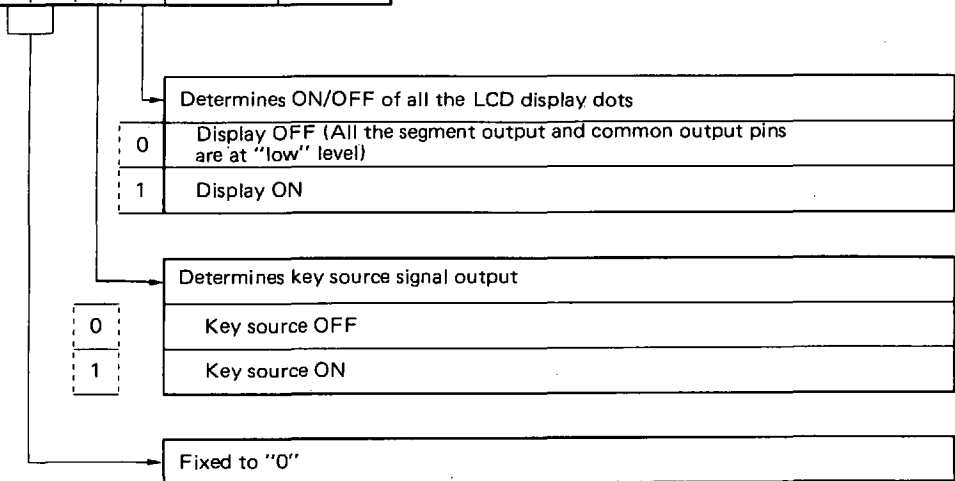 Determines ON/OFF of all the LCD display dots
0
Display OFF (All the segment output and common output pins
are at "low" level)
1
Display ON
Determines key source signal output
0
Key source OFF
1
Key source ON
Fixed to "0"